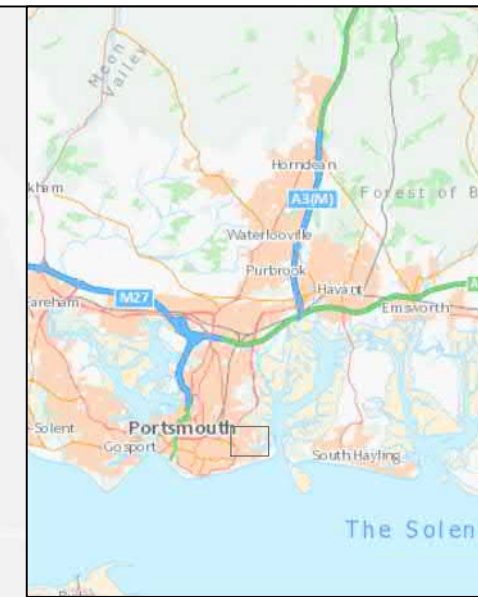 Meon
Valley
Horndean
kham
A3(M)
Forest of B
Waterlooville
Purbrook
Havant
A
M27
Emsworth
areham
Portsmouth
-Solent
Gosport
South Hayling
The Solen